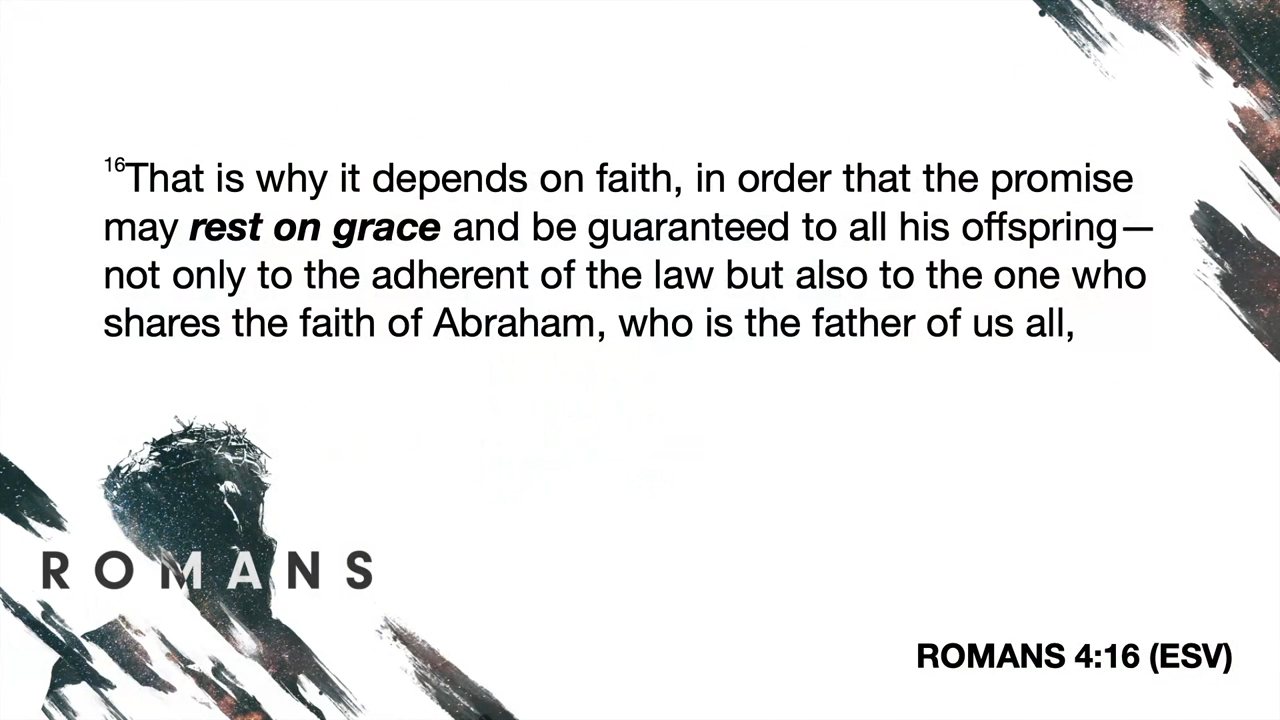 16That is why it depends on faith, in order that the promise
may rest on grace and be guaranteed to all his offspring—
not only to the adherent of the law but also to the one who
shares the faith of Abraham, who is the father of us all,
ROMANS
ROMANS 4:16 (ESV)